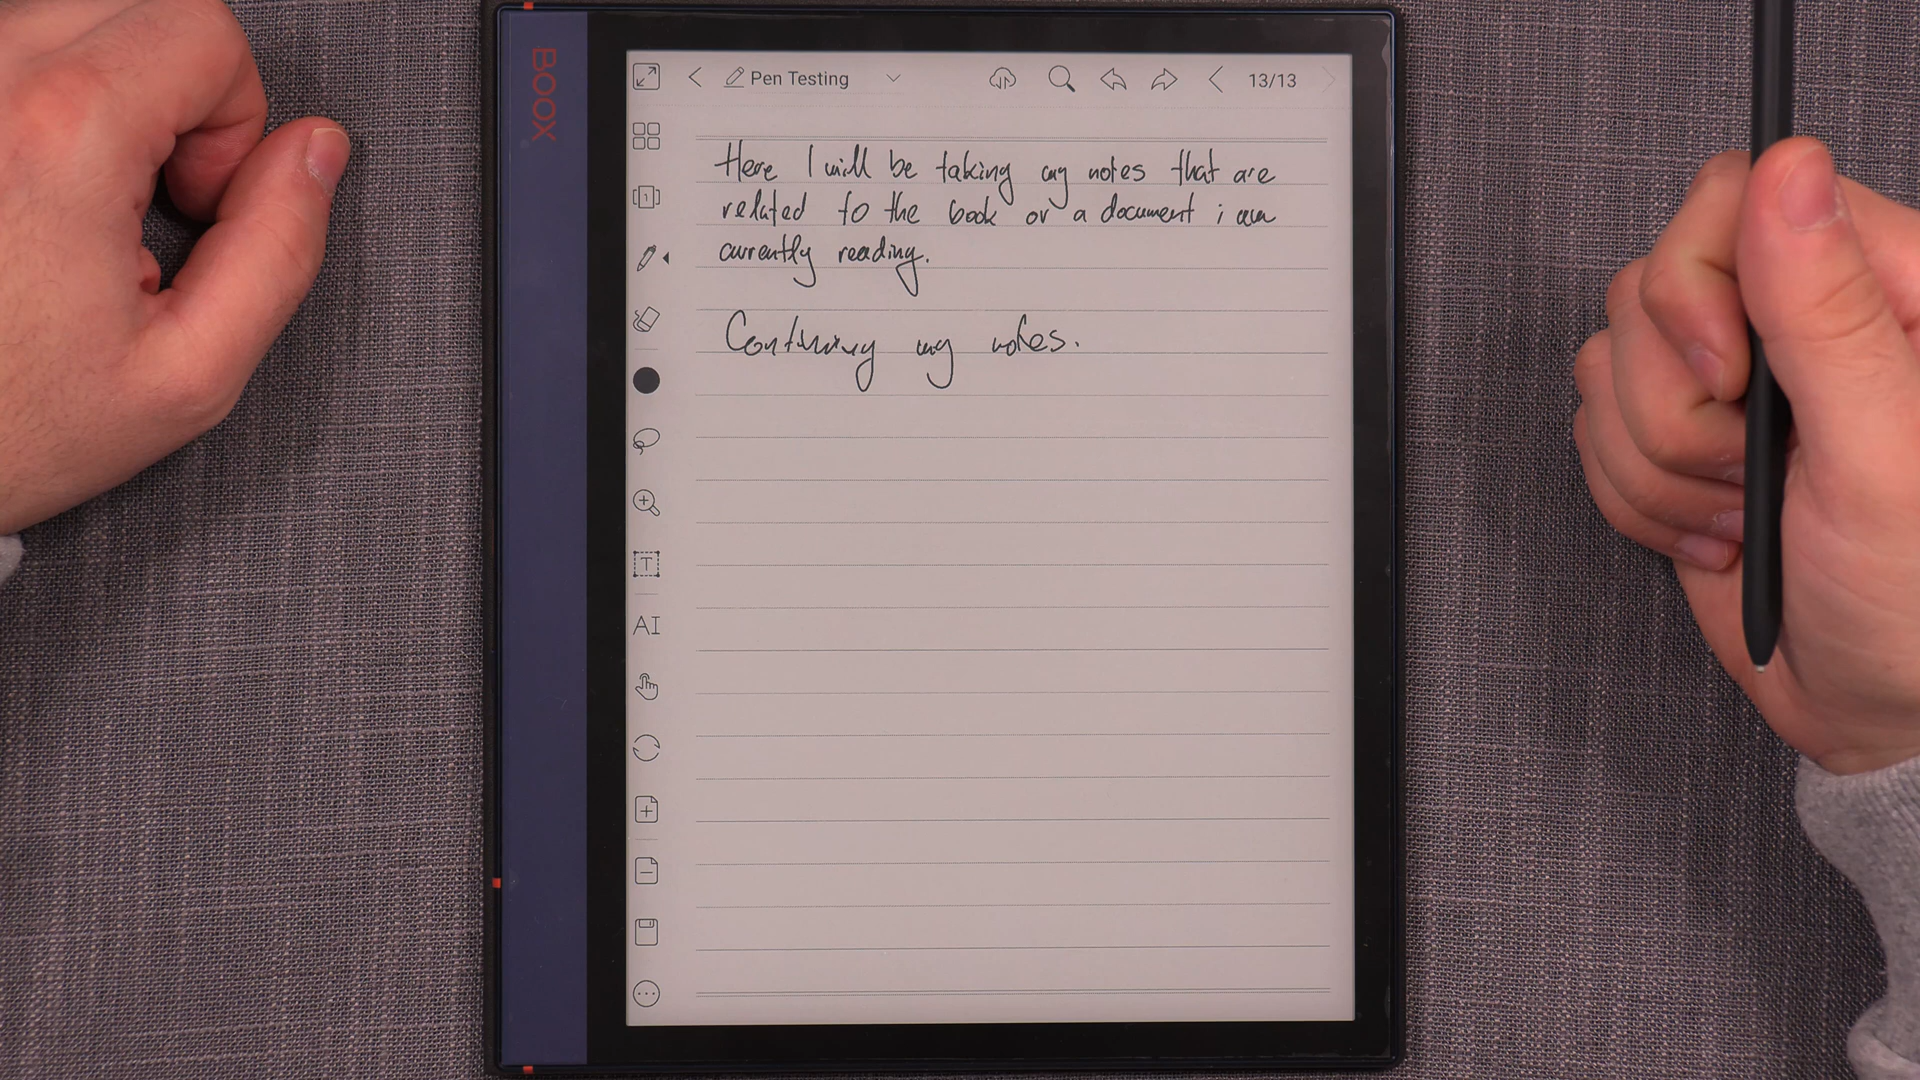 BOOX
Pen Testing
13/13
Here I will be taking my notes that are
related to the book or a document i am
currently reading.
Continuing my notes.
T
AI